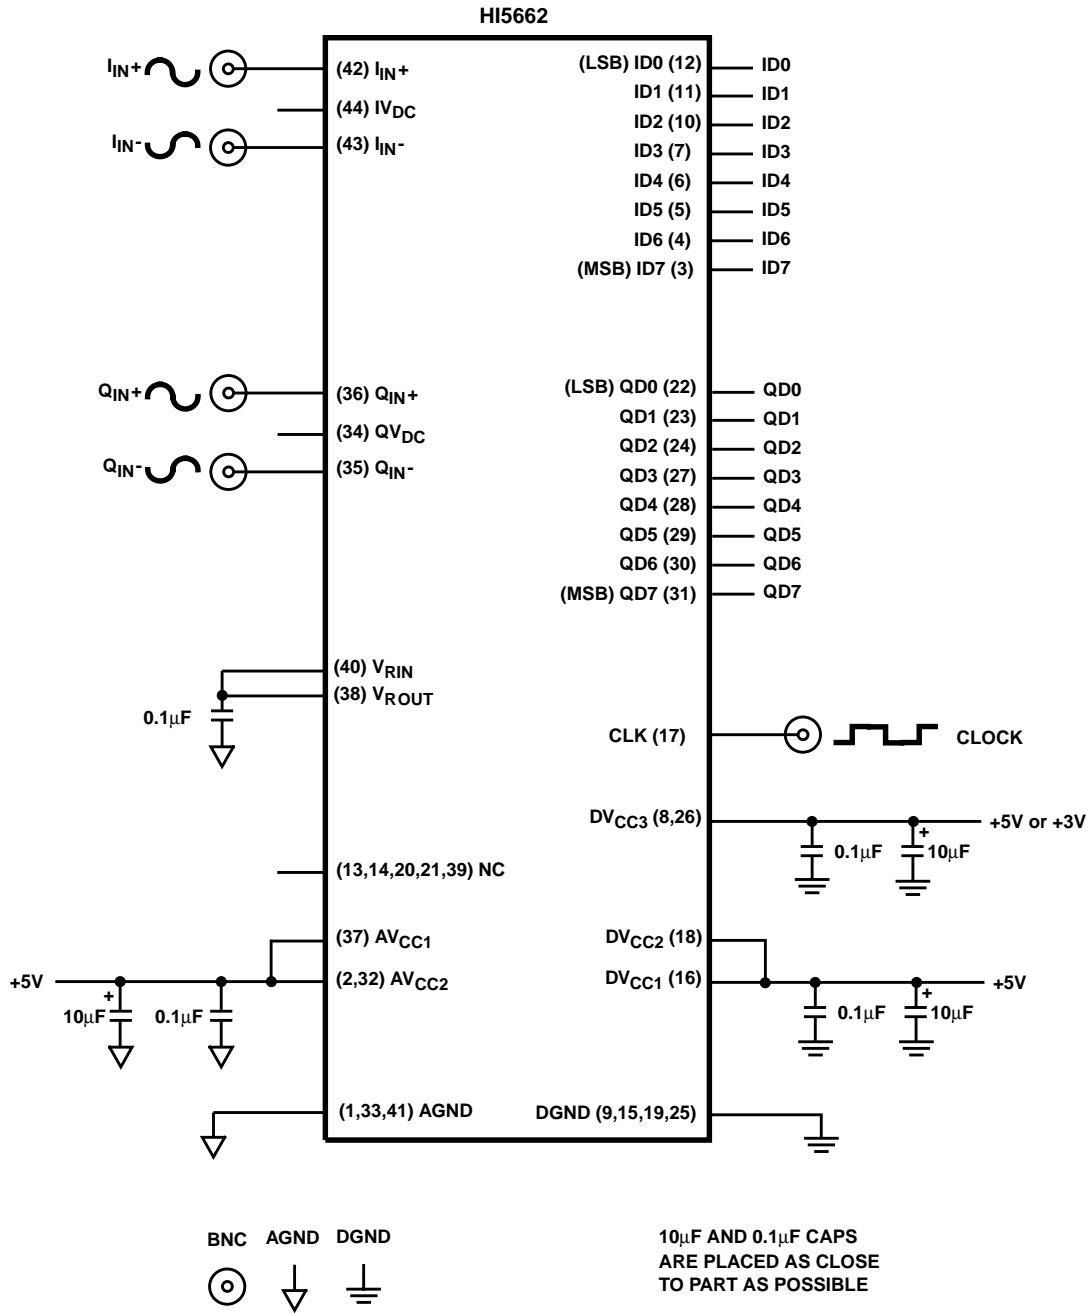 HI5662
IIN+
(42) IIN+
(44) IVDC
IIN-
(43) IIN-
(LSB) ID0 (12)
ID0
ID1 (11)
ID1
ID2 (10)
ID2
ID3 (7)
ID3
ID4 (6)
ID4
ID5 (5)
ID5
ID6 (4)
ID6
(MSB) ID7 (3)
ID7
QIN+
(36) QIN+
(34) QVDC
QIN-
(35) QIN-
(LSB) QD0 (22)
QD0
QD1 (23)
QD1
QD2 (24)
QD2
QD3 (27)
QD3
QD4 (28)
QD4
QD5 (29)
QD5
QD6 (30)
QD6
(MSB) QD7 (31)
QD7
(40) VRIN
(38) VROUT
0.1μF
CLK (17)
CLOCK
DVCC3 (8,26)
+5V or +3V
0.1μF
+
10μF
(13,14,20,21,39) NC
(37) AVCC1
+5V
(2,32) AVCC2
+
10μF
0.1μF
DVCC2 (18)
DVCC1 (16)
+5V
0.1μF
+
10μF
(1,33,41) AGND
DGND (9,15,19,25)
BNC
AGND
DGND
10μF AND 0.1μF CAPS
ARE PLACED AS CLOSE
TO PART AS POSSIBLE